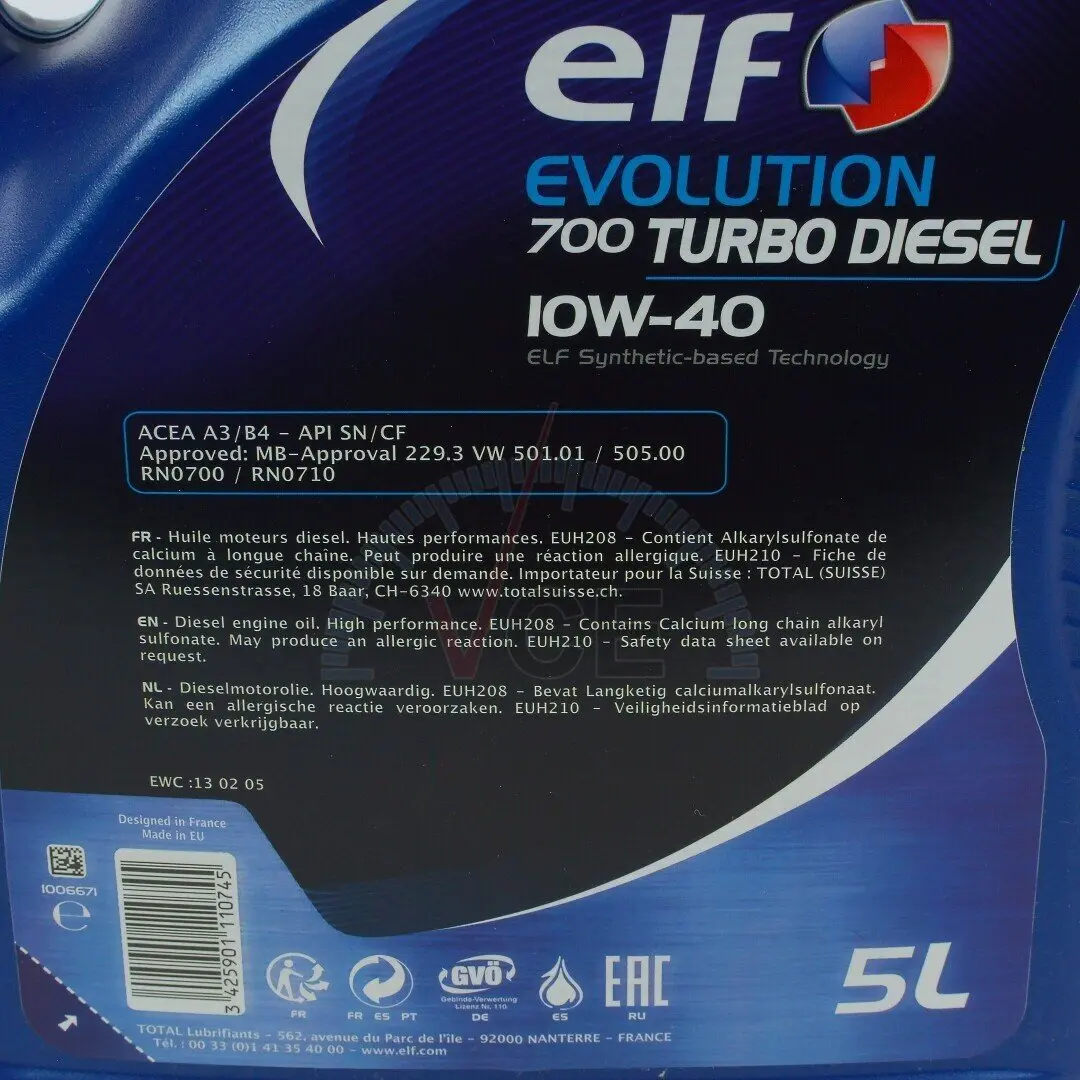 elf
EVOLUTION
700 TURBO DIESEL
10W-40
ELF Synthetic-based Technology
ACEA A3/B4 - API SN/CF
Approved: MB-Approval 229.3 VW 501.01 / 505.00
RN0700 / RN0710
FR - Huile moteurs diesel. Hautes performances. EUH208 - Contient Alkarylsulfonate de
calcium à longue chaîne. Peut produire une réaction allergique. EUH210 - Fiche de
données de sécurité disponible sur demande. Importateur pour la Suisse : TOTAL (SUISSE)
SA Ruessenstrasse, 18 Baar, CH-6340 www.totalsuisse.ch.
EN - Diesel engine oil. High performance. EUH208 - Contains Calcium long chain alkaryl
sulfonate. May produce an allergic reaction. EUH210 - Safety data sheet available on
request.
NL - Dieselmotorolie. Hoogwaardig. EUH208 - Bevat Langketig calciumalkarylsulfonaat.
Kan een allergische reactie veroorzaken. EUH210 - Veiligheidsinformatieblad op
verzoek verkrijgbaar.
VCE
EWC :13 02 05
Designed in France
Made in EU
1006671
e
3 425901 110745
FR
FR ES PT
GVÖ
Gebinde-Verwertung
Lizenz Nr. 110
DE
ES
EAC
RU
5L
TOTAL Lubrifiants - 562, avenue du Parc de l'île - 92000 NANTERRE - FRANCE
Tél. : 00 33 (0)1 41 35 40 00 - www.elf.com